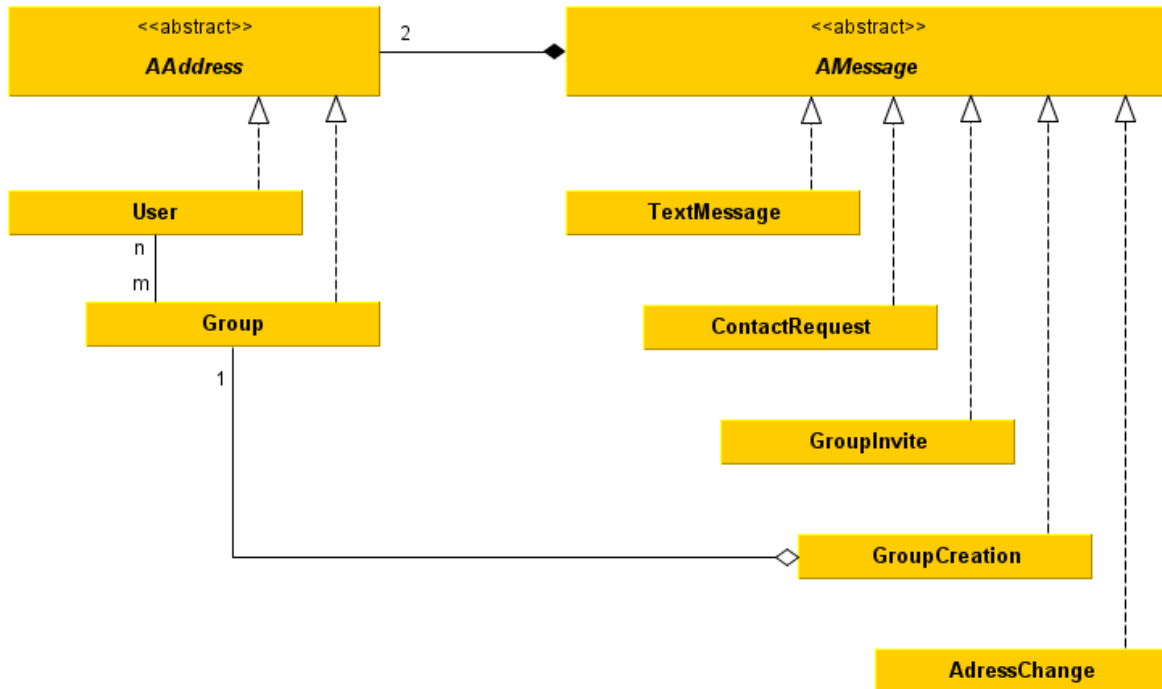 <<abstract>>
AAddress
2
<<abstract>>
AMessage
User
n
m
Group
1
TextMessage
ContactRequest
GroupInvite
GroupCreation
AdressChange